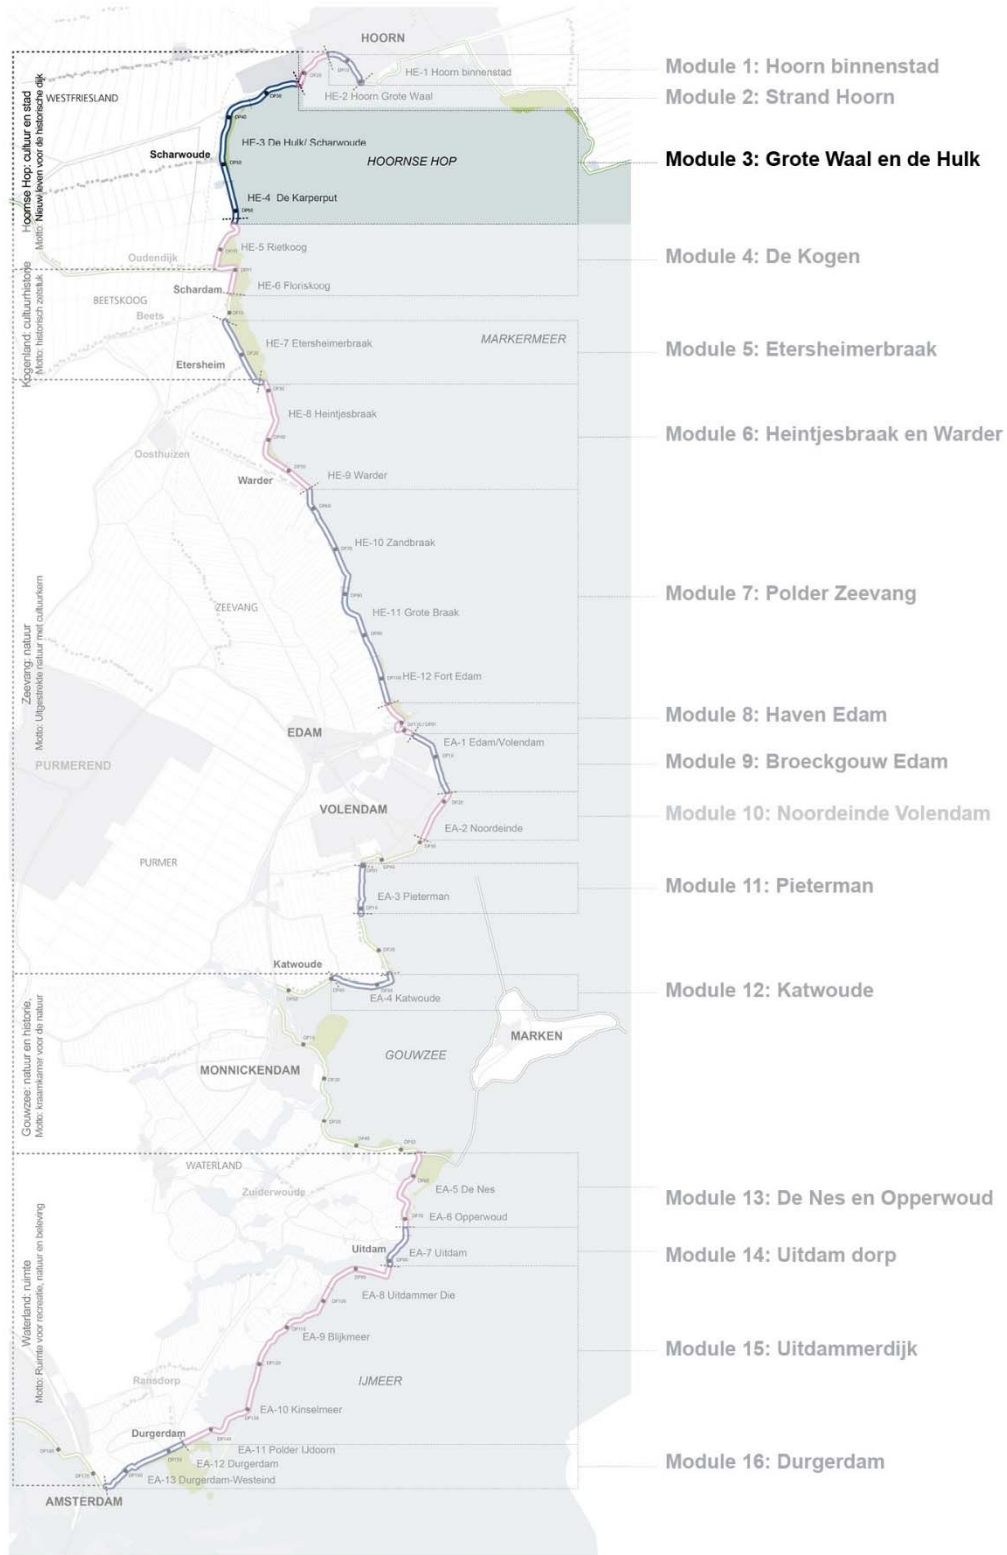 HOORN
HE-1 Hoorn binnenstad
HE-2 Hoorn Grote Waal
WESTFRIESLAND
HE-3 De Hulk/ Scharwoude
Scharwoude
HOORNSE HOP
HE-4 De Karperput
HE-5 Rietkoog
Oudendijk
HE-6 Floriskoog
Schardam
BEETSKOOG
Beets
HE-7 Etersheimerbraak
MARKERMEER
Etersheim
HE-8 Heintjesbraak
Oosthuizen
Warder
HE-9 Warder
HE-10 Zandbraak
ZEEVANG
HE-11 Grote Braak
HE-12 Fort Edam
EDAM
EA-1 Edam/Volendam
PURMEREND
VOLENDAM
EA-2 Noordeinde
PURMER
EA-3 Pieterman
Katwoude
EA-4 Katwoude
MARKEN
GOUWZEE
MONNICKENDAM
WATERLAND
EA-5 De Nes
Zuiderwoude
EA-6 Opperwoud
Uitdam
EA-7 Uitdam
EA-8 Uitdammer Die
EA-9 Blijkmeer
Ransdorp
IJMEER
EA-10 Kinselmeer
Durgerdam
EA-11 Polder IJdoorn
EA-12 Durgerdam
EA-13 Durgerdam-Westeind
AMSTERDAM
Hoornse Hop: cultuur en stad
Motto: Nieuw leven voor de historische dijk
Kogenland: cultuurhistorie
Motto: historisch zetstuk
Zeevang: natuur
Motto: Uitgestrekte natuur met cultuurkern
Gouwzee: natuur en historie,
Motto: kraamkamer voor de natuur
Waterland: ruimte
Motto: Ruimte voor recreatie, natuur en beleving
Module 1: Hoorn binnenstad
Module 2: Strand Hoorn
Module 3: Grote Waal en de Hulk
Module 4: De Kogen
Module 5: Etersheimerbraak
Module 6: Heintjesbraak en Warder
Module 7: Polder Zeevang
Module 8: Haven Edam
Module 9: Broeckgouw Edam
Module 10: Noordeinde Volendam
Module 11: Pieterman
Module 12: Katwoude
Module 13: De Nes en Opperwoud
Module 14: Uitdam dorp
Module 15: Uitdammerdijk
Module 16: Durgerdam